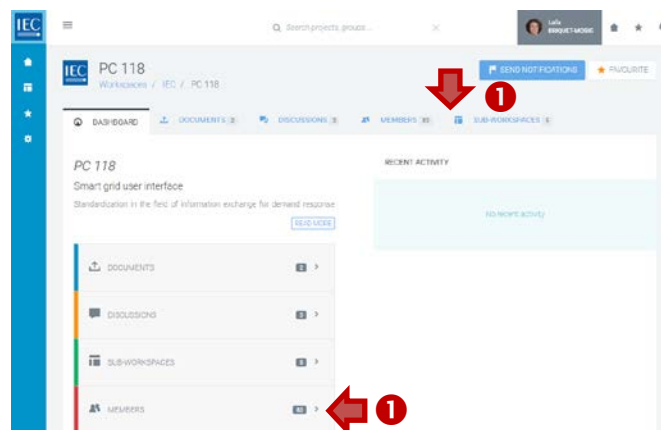 IEC
Search projects, groups ...
Laila
IEC
PC 118
Workspaces / IEC / PC 118
SEND NOTIFICATIONS
FAVOURITE
1
DASHBOARD
DOCUMENTS
DISCUSSIONS
MEMBERS
SUB-WORKSPACES
PC 118
Smart grid user interface
Standardization in the field of information exchange for demand response
READ MORE
RECENT ACTIVITY
No recent activity
DOCUMENTS
DISCUSSIONS
SUB-WORKSPACES
MEMBERS
1